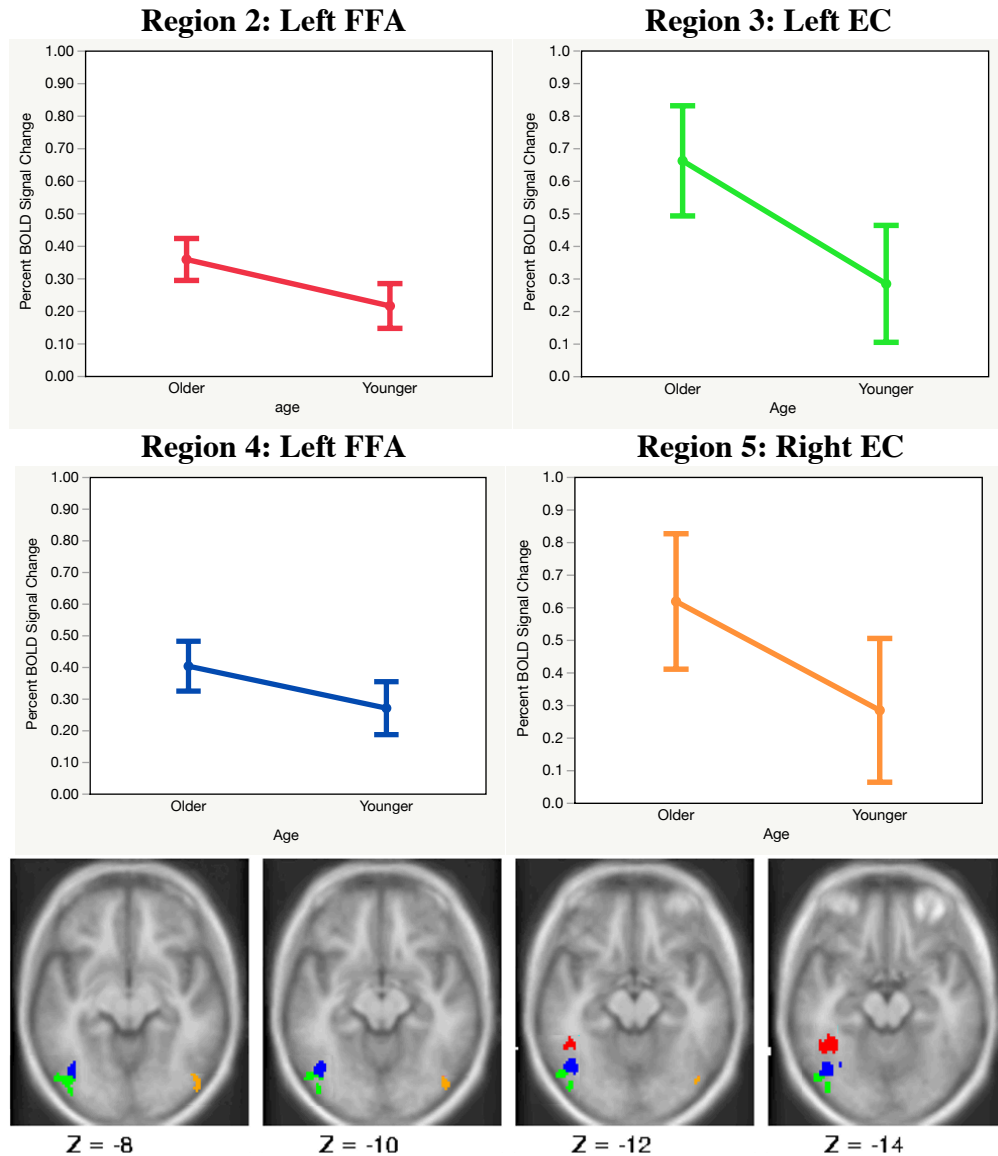 Region 2: Left FFA
1.00
0.90
0.80
0.70
0.60
0.50
0.40
0.30
0.20
0.10
0.00
Percent BOLD Signal Change
Older Younger
age
Region 3: Left EC
1.0
0.9
0.8
0.7
0.6
0.5
0.4
0.3
0.2
0.1
0.0
Percent BOLD Signal Change
Older Younger
Age
Region 4: Left FFA
1.00
0.90
0.80
0.70
0.60
0.50
0.40
0.30
0.20
0.10
0.00
Percent BOLD Signal Change
Older Younger
Age
Region 5: Right EC
1.0
0.9
0.8
0.7
0.6
0.5
0.4
0.3
0.2
0.1
0.0
Percent BOLD Signal Change
Older Younger
Age
Z = -8 Z = -10 Z = -12 Z = -14